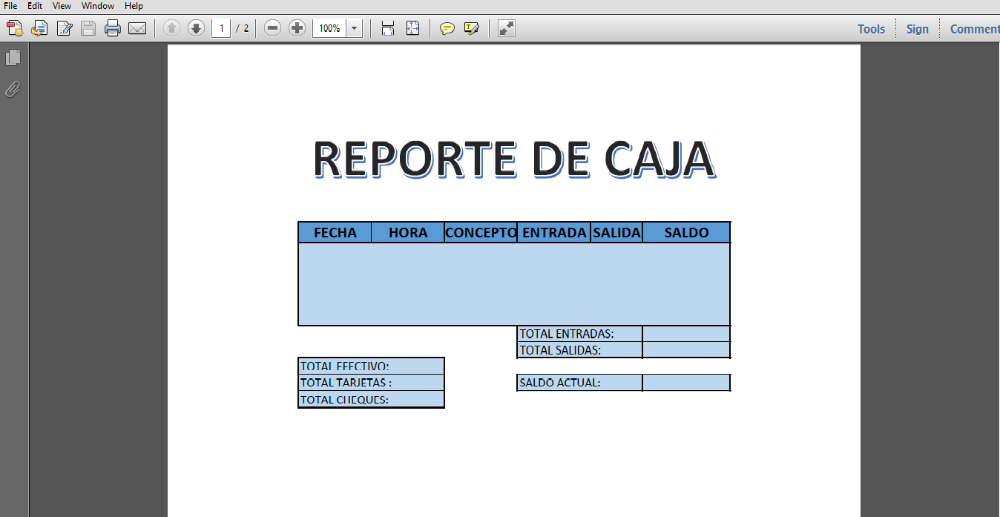 File Edit View Window Help
1 / 2 100% Tools Sign Comment
REPORTE DE CAJA
FECHA HORA CONCEPTO ENTRADA SALIDA SALDO
TOTAL ENTRADAS:
TOTAL SALIDAS:
TOTAL EFECTIVO:
TOTAL TARJETAS : SALDO ACTUAL:
TOTAL CHEQUES: